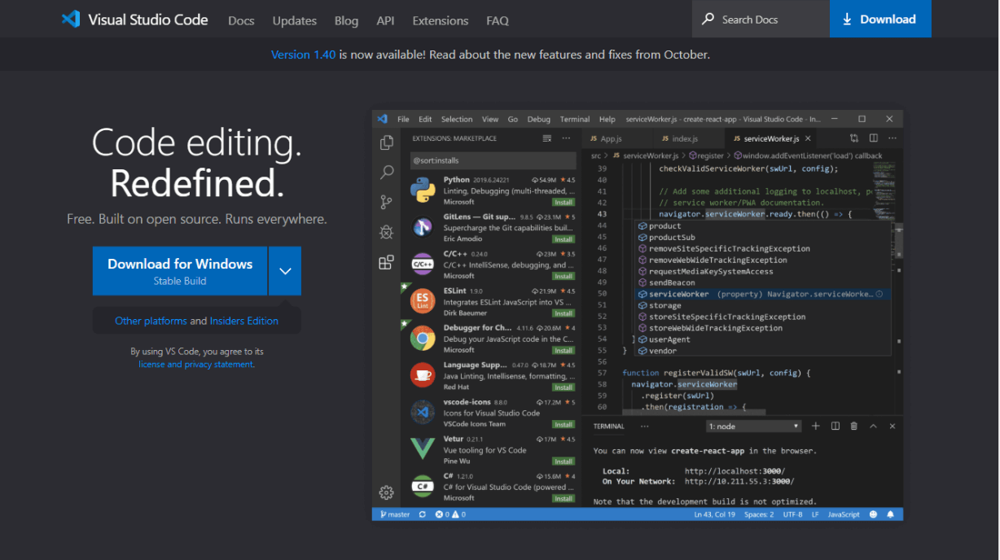 Visual Studio Code Docs Updates Blog API Extensions FAQ Search Docs Download
Version 1.40 is now available! Read about the new features and fixes from October.
Code editing.
Redefined.
Free. Built on open source. Runs everywhere.
Download for Windows
Stable Build
Other platforms and Insiders Edition
By using VS Code, you agree to its
license and privacy statement.
File Edit Selection View Go Debug Terminal Help serviceWorker.js - create-react-app - Visual Studio Code - In...
EXTENSIONS: MARKETPLACE ...
@sort:installs
Python 2019.6.24221 54.9M ★ 4.5
Linting, Debugging (multi-threaded, ...
Microsoft Install
GitLens — Git sup... 9.8.5 23.1M ★ 5
Supercharge the Git capabilities buil...
Eric Amodio Install
C/C++ C/C++ 0.24.0 23M ★ 3.5
C/C++ IntelliSense, debugging, and ...
Microsoft Install
ES Lint ESLint 1.9.0 21.9M ★ 4.5
Integrates ESLint JavaScript into VS ...
Dirk Baeumer Install
Debugger for Ch... 4.11.6 20.6M ★ 4
Debug your JavaScript code in the C...
Microsoft Install
Language Supp... 0.47.0 18.7M ★ 4.5
Java Linting, Intellisense, formatting, ...
Red Hat Install
vscode-icons 8.8.0 17.2M ★ 5
Icons for Visual Studio Code
VSCode Icons Team Install
Vetur 0.21.1 17M ★ 4.5
Vue tooling for VS Code
Pine Wu Install
C# C# 1.21.0 15.6M ★ 4
C# for Visual Studio Code (powered ...
Microsoft Install
JS App.js JS index.js JS serviceWorker.js × ...
src > JS serviceWorker.js > register > window.addEventListener('load') callback
39 checkValidServiceWorker(swUrl, config);
40
41 // Add some additional logging to localhost, p
42 // service worker/PWA documentation.
43 navigator.serviceWorker.ready.then(() => {
44 product
45 productSub
46 removeSiteSpecificTrackingException
47 removeWebWideTrackingException
48 requestMediaKeySystemAccess
49 sendBeacon
50 serviceWorker (property) Navigator.serviceWorke...
51 storage
52 storeSiteSpecificTrackingException
53 storeWebWideTrackingException
54 } userAgent
55 } vendor
56
57 function registerValidSW(swUrl, config) {
58 navigator.serviceWorker
59 .register(swUrl)
60 .then(registration => {
TERMINAL ... 1: node
You can now view create-react-app in the browser.
Local: http://localhost:3000/
On Your Network: http://10.211.55.3:3000/
Note that the development build is not optimized.
master 0 0 Ln 43, Col 19 Spaces: 2 UTF-8 LF JavaScript